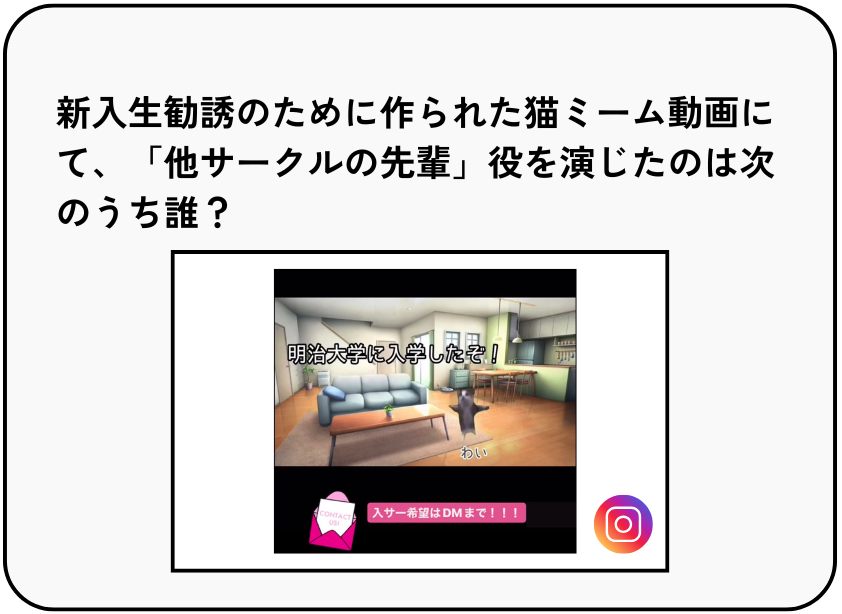 新入生勧誘のために作られた猫ミーム動画に
て、「他サークルの先輩」役を演じたのは次
のうち誰？
明治大学に入学したぞ！
わい
CONTACT
US!
入サー希望はDMまで！！！